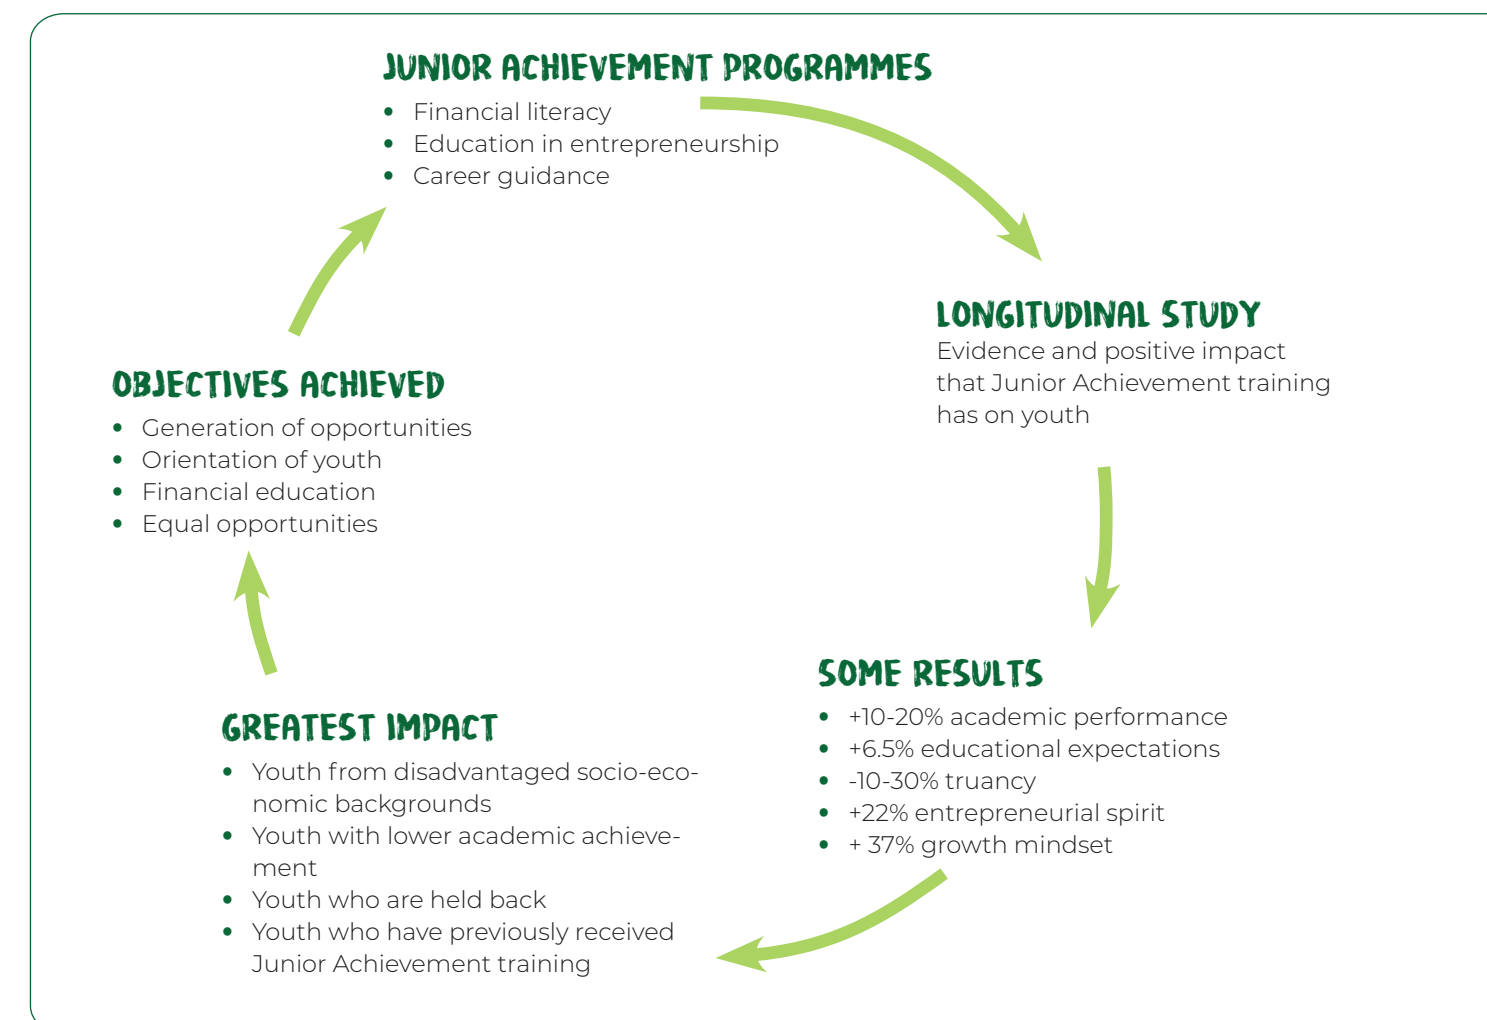 JUNIOR ACHIEVEMENT PROGRAMMES
• Financial literacy
• Education in entrepreneurship
• Career guidance
LONGITUDINAL STUDY
Evidence and positive impact
that Junior Achievement training
has on youth
SOME RESULTS
• +10-20% academic performance
• +6.5% educational expectations
• -10-30% truancy
• +22% entrepreneurial spirit
• + 37% growth mindset
GREATEST IMPACT
• Youth from disadvantaged socio-eco-
nomic backgrounds
• Youth with lower academic achieve-
ment
• Youth who are held back
• Youth who have previously received
Junior Achievement training
OBJECTIVES ACHIEVED
• Generation of opportunities
• Orientation of youth
• Financial education
• Equal opportunities